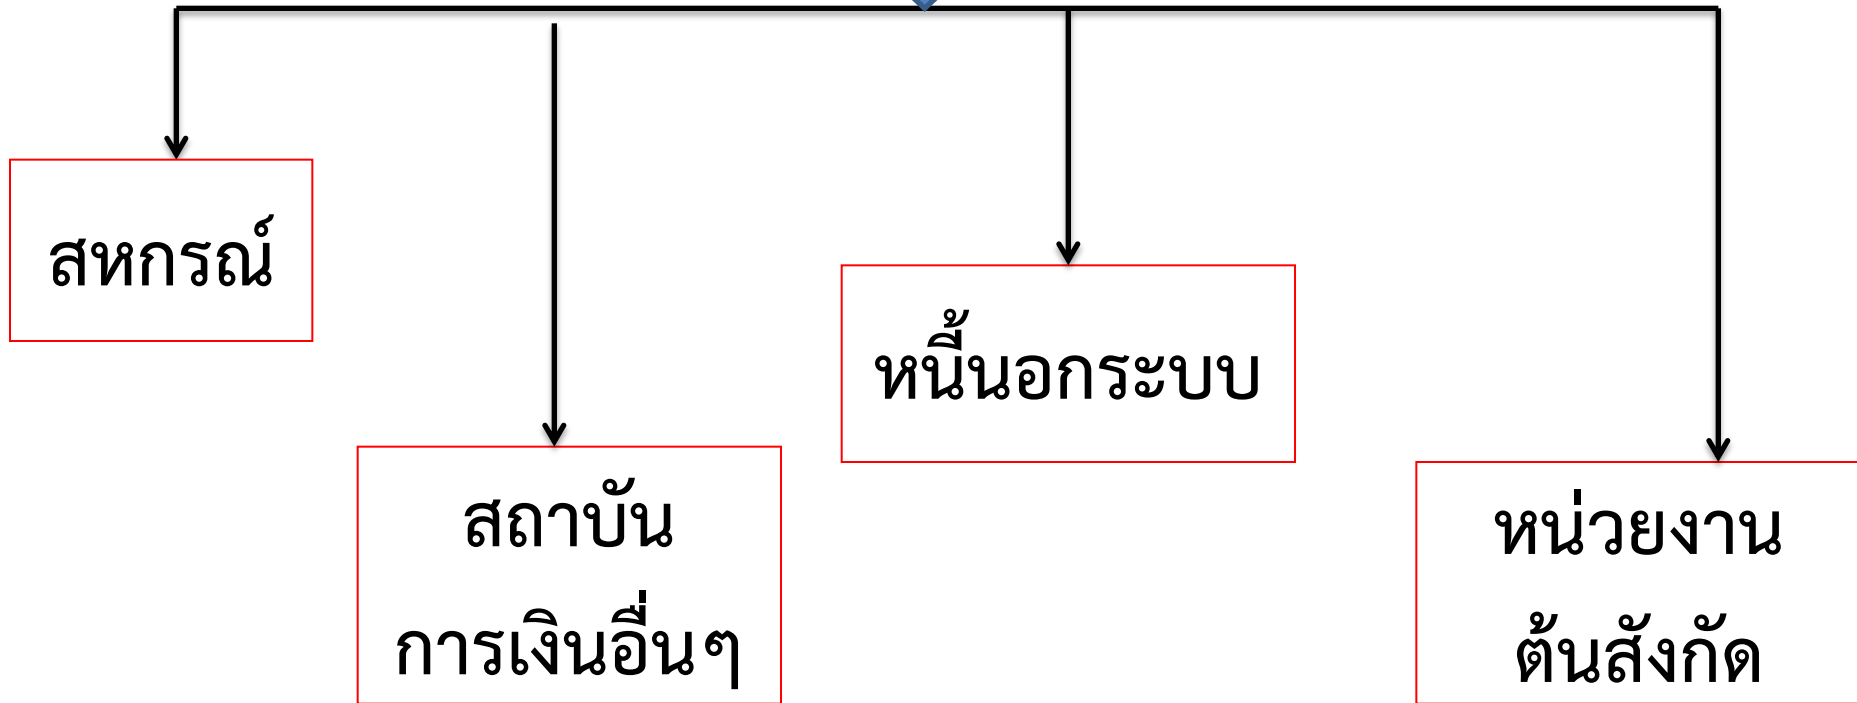 สหกรณ์
สถาบัน
การเงินอื่นๆ
หนี้นอกระบบ
หน่วยงาน
ต้นสังกัด